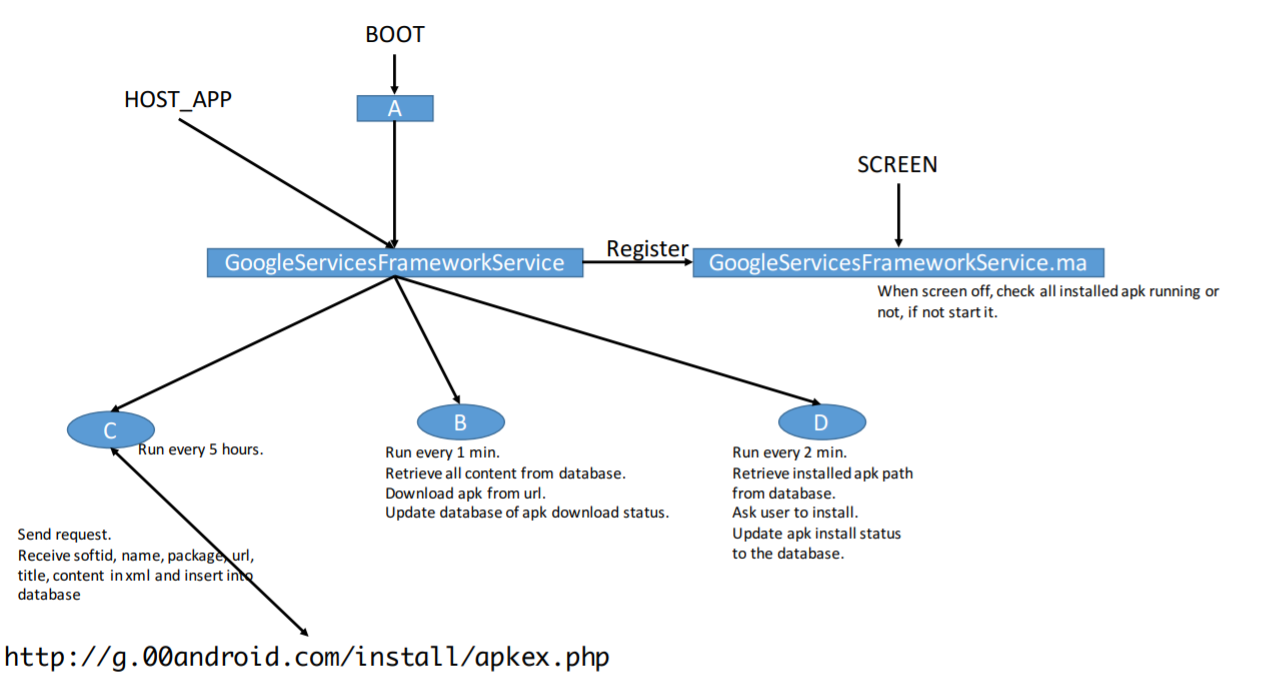 BOOT
HOST_APP
A
SCREEN
GoogleServicesFrameworkService
Register
GoogleServicesFrameworkService.ma
When screen off, check all installed apk running or
not, if not start it.
C
Run every 5 hours.
B
Run every 1 min.
Retrieve all content from database.
Download apk from url.
Update database of apk download status.
D
Run every 2 min.
Retrieve installed apk path
from database.
Ask user to install.
Update apk install status
to the database.
Send request.
Receive softid, name, package, url,
title, content in xml and insert into
database
http://g.00android.com/install/apkex.php